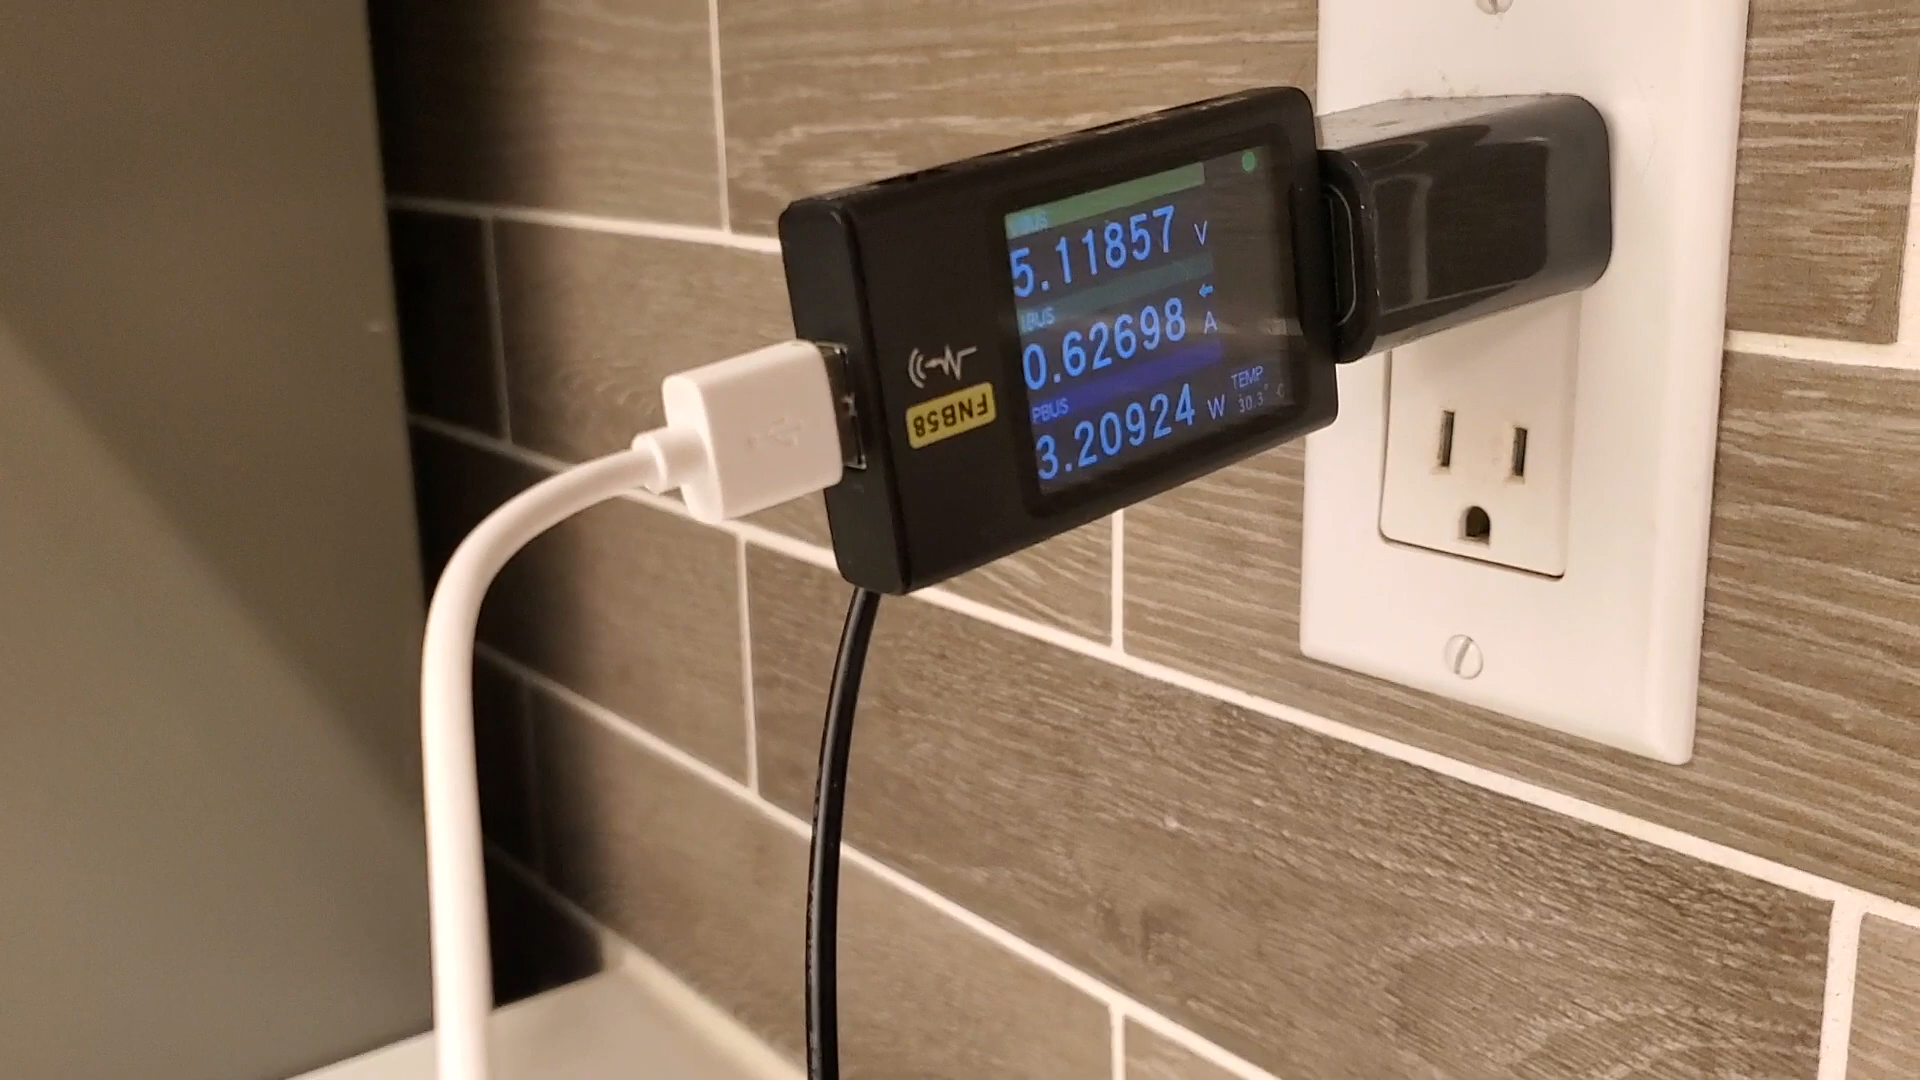 VBUS
5.11857 V
IBUS
0.62698 A
PBUS
3.20924 W
TEMP
30.3 °C
FNB58